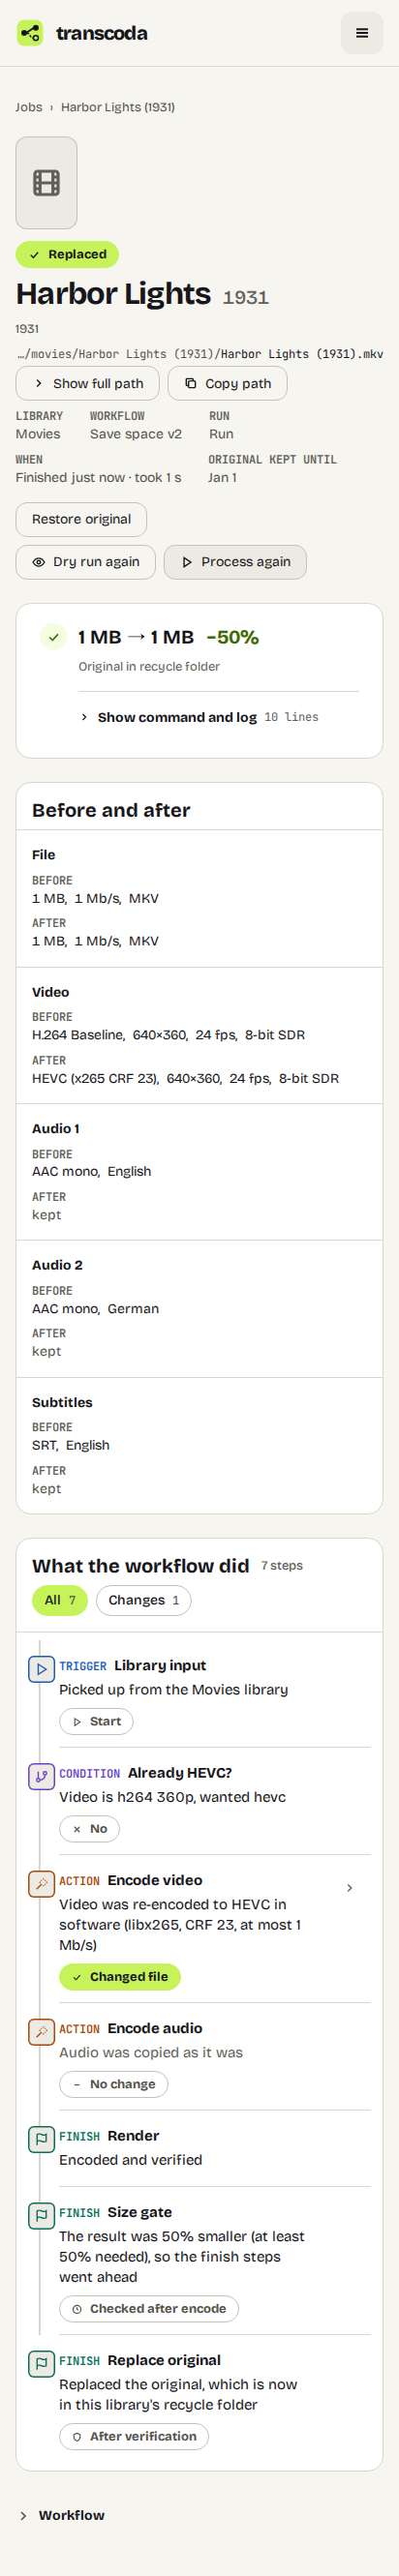 transcoda
Jobs › Harbor Lights (1931)
Replaced
Harbor Lights 1931
1931
…/movies/Harbor Lights (1931)/Harbor Lights (1931).mkv
Show full path Copy path
LIBRARY WORKFLOW RUN
Movies Save space v2 Run
WHEN ORIGINAL KEPT UNTIL
Finished just now · took 1 s Jan 1
Restore original
Dry run again Process again
1 MB → 1 MB −50%
Original in recycle folder
Show command and log 10 lines
Before and after
File
BEFORE
1 MB, 1 Mb/s, MKV
AFTER
1 MB, 1 Mb/s, MKV
Video
BEFORE
H.264 Baseline, 640×360, 24 fps, 8-bit SDR
AFTER
HEVC (x265 CRF 23), 640×360, 24 fps, 8-bit SDR
Audio 1
BEFORE
AAC mono, English
AFTER
kept
Audio 2
BEFORE
AAC mono, German
AFTER
kept
Subtitles
BEFORE
SRT, English
AFTER
kept
What the workflow did 7 steps
All 7 Changes 1
TRIGGER Library input
Picked up from the Movies library
Start
CONDITION Already HEVC?
Video is h264 360p, wanted hevc
No
ACTION Encode video
Video was re-encoded to HEVC in
software (libx265, CRF 23, at most 1
Mb/s)
Changed file
ACTION Encode audio
Audio was copied as it was
No change
FINISH Render
Encoded and verified
FINISH Size gate
The result was 50% smaller (at least
50% needed), so the finish steps
went ahead
Checked after encode
FINISH Replace original
Replaced the original, which is now
in this library's recycle folder
After verification
Workflow